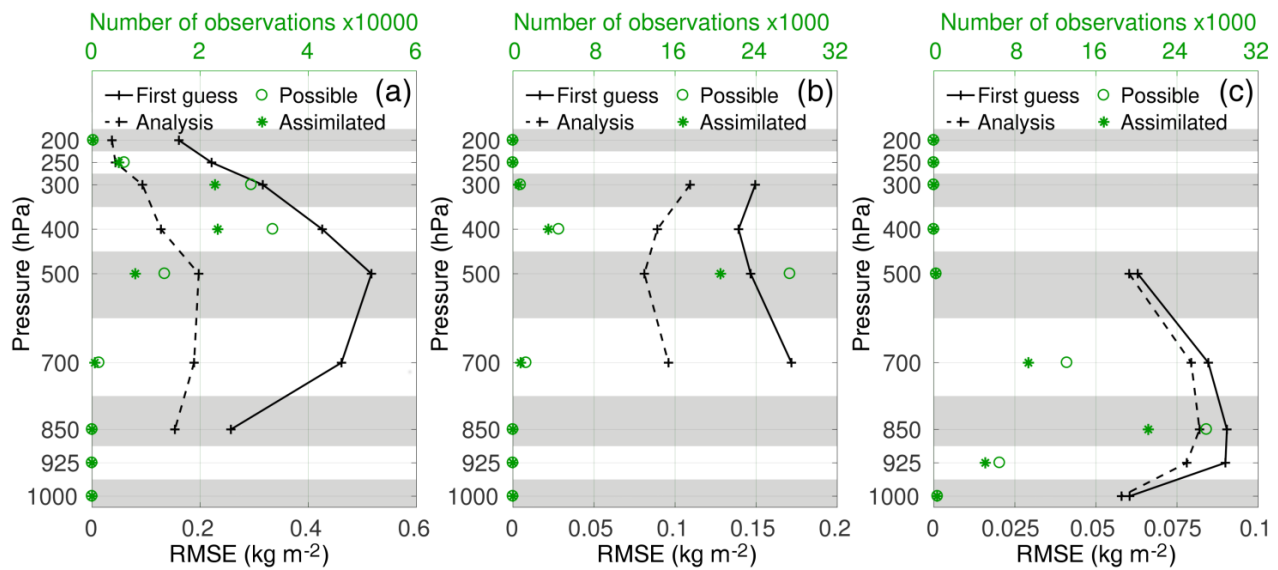 Number of observations x10000
0 2 4 6
First guess Possible (a)
Analysis Assimilated
200
250
300
400
500
700
850
925
1000
Pressure (hPa)
0 0.2 0.4 0.6
RMSE (kg m-2)
Number of observations x1000
0 8 16 24 32
First guess Possible (b)
Analysis Assimilated
200
250
300
400
500
700
850
925
1000
Pressure (hPa)
0 0.05 0.1 0.15 0.2
RMSE (kg m-2)
Number of observations x1000
0 6 16 26 32
First guess Possible (c)
Analysis Assimilated
200
250
300
400
500
700
850
925
1000
Pressure (hPa)
0 0.025 0.05 0.075 0.1
RMSE (kg m-2)